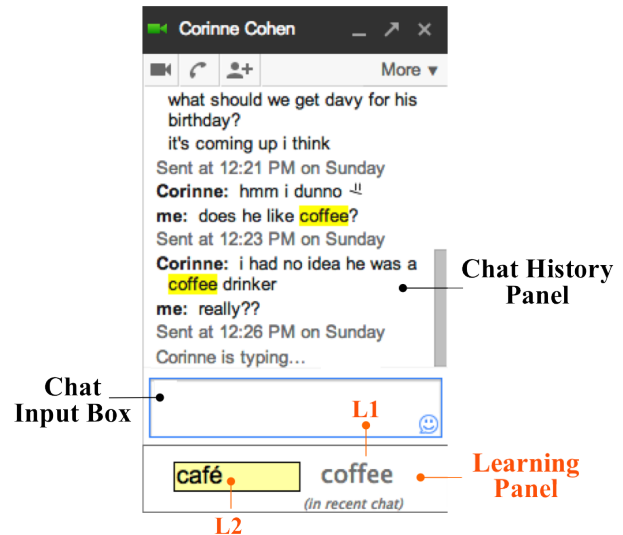 Corinne Cohen
More ▼
what should we get davy for his
birthday?
it's coming up i think
Sent at 12:21 PM on Sunday
Corinne: hmm i dunno
me: does he like coffee?
Sent at 12:23 PM on Sunday
Corinne: i had no idea he was a
coffee drinker
me: really??
Sent at 12:26 PM on Sunday
Corinne is typing...
Chat History
Panel
Chat
Input Box
L1
café
coffee
(in recent chat)
L2
Learning
Panel